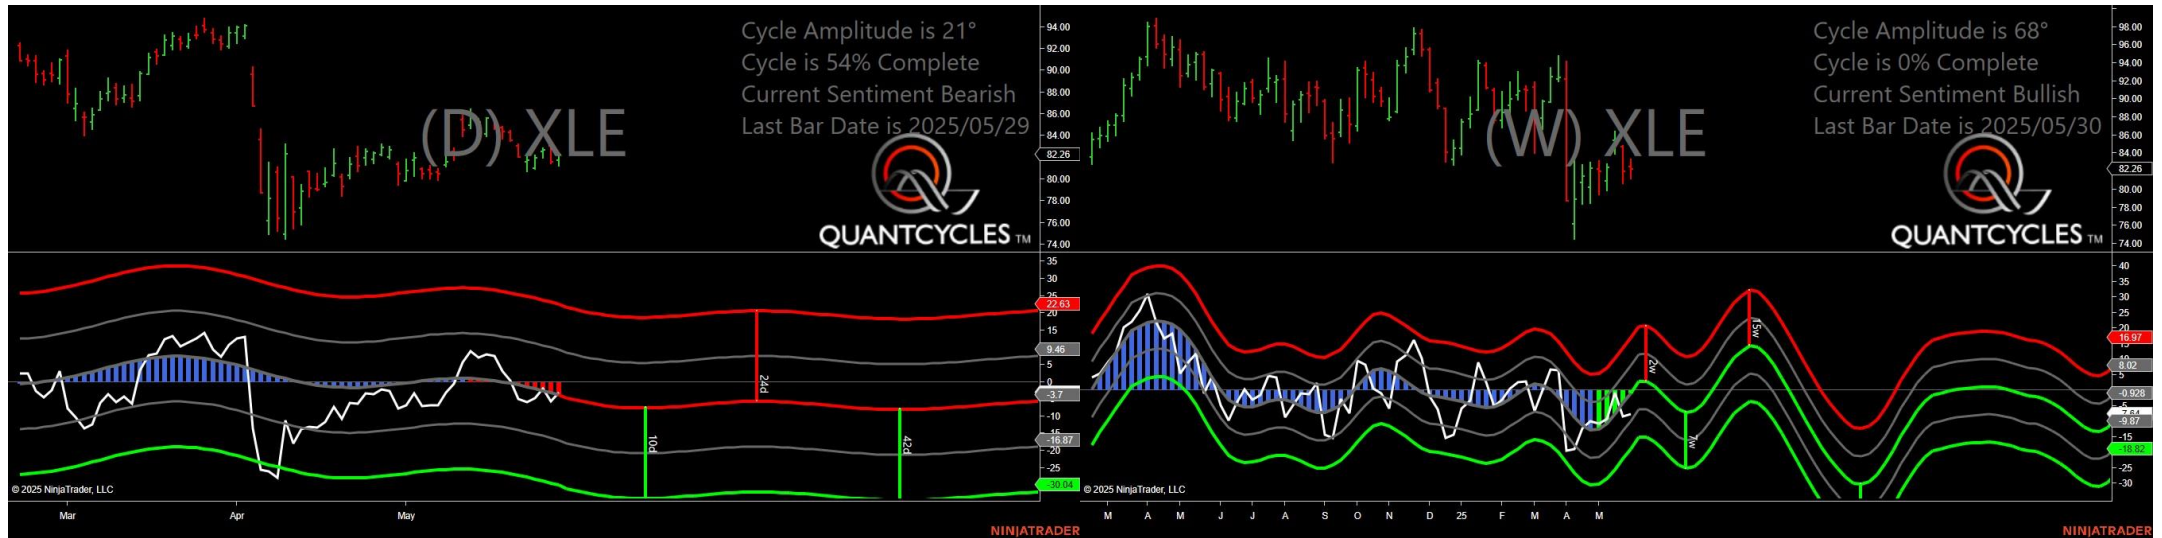 Cycle Amplitude is 21°
Cycle is 54% Complete
Current Sentiment Bearish
Last Bar Date is 2025/05/29
(D) XLE
QUANTCYCLES TM
94.00
92.00
90.00
88.00
86.00
84.00
82.26
80.00
78.00
76.00
74.00
35
30
25
22.63
20
15
9.46
5
0
-3.7
-10
-16.87
-20
-25
-30.04
10d
24d
42d
© 2025 NinjaTrader, LLC
Mar Apr May
NINJATRADER
Cycle Amplitude is 68°
Cycle is 0% Complete
Current Sentiment Bullish
Last Bar Date is 2025/05/30
(W) XLE
QUANTCYCLES TM
98.00
96.00
94.00
92.00
90.00
88.00
86.00
84.00
82.26
80.00
78.00
76.00
74.00
40
35
30
25
20
16.97
8.02
5
-0.928
-9.87
-15
-18.82
-25
-30
2w
7w
15w
© 2025 NinjaTrader, LLC
M A M J J A S O N D 25 F M A M
NINJATRADER